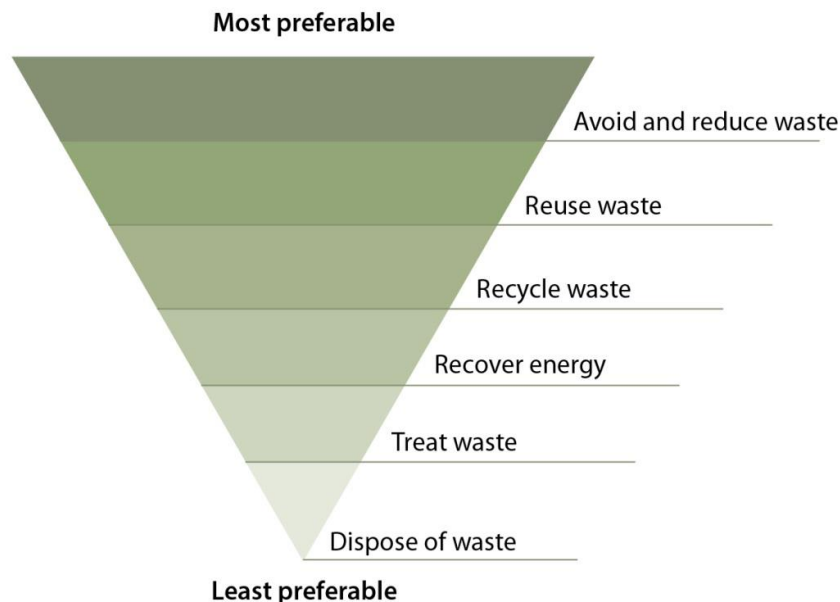 Most preferable
Avoid and reduce waste
Reuse waste
Recycle waste
Recover energy
Treat waste
Dispose of waste
Least preferable